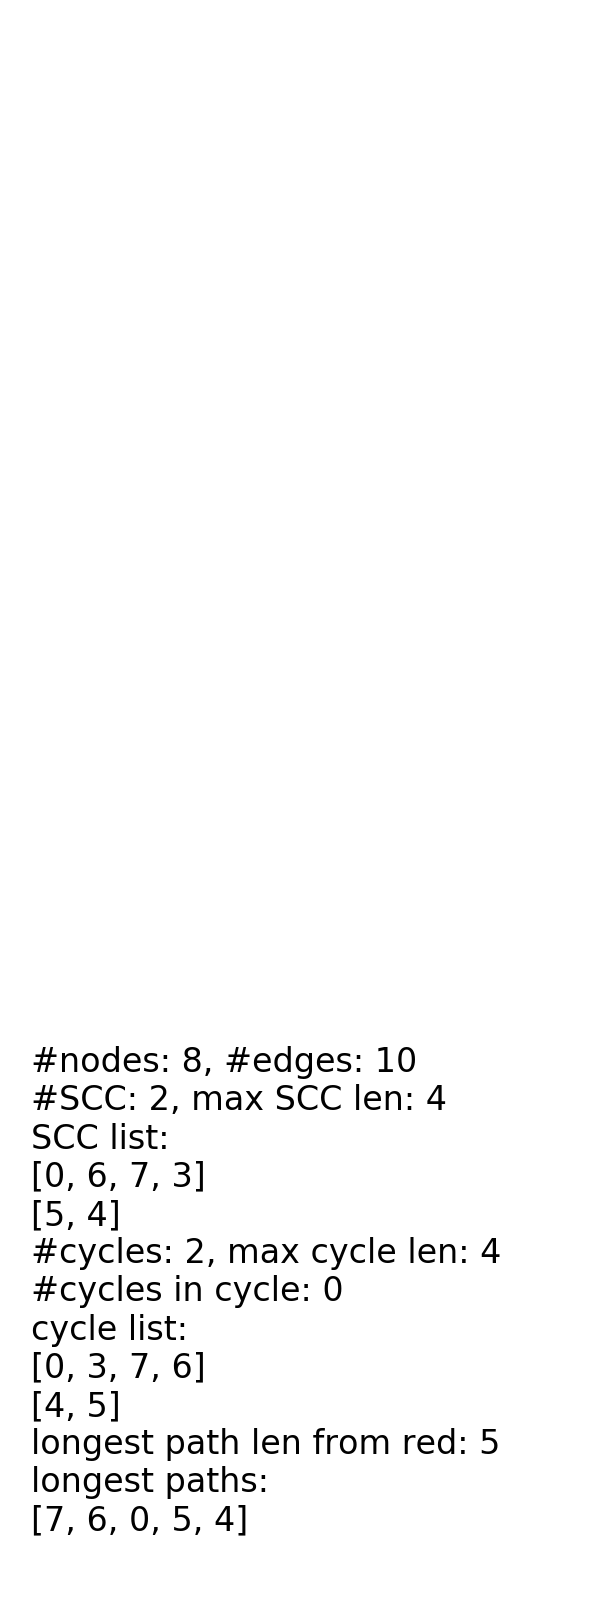 #nodes: 8, #edges: 10
#SCC: 2, max SCC len: 4
SCC list:
[0, 6, 7, 3]
[5, 4]
#cycles: 2, max cycle len: 4
#cycles in cycle: 0
cycle list:
[0, 3, 7, 6]
[4, 5]
longest path len from red: 5
longest paths:
[7, 6, 0, 5, 4]